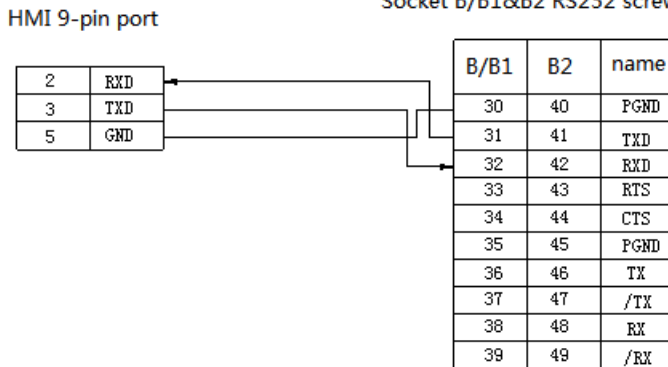 Socket B/B1&B2 RS232 screw
HMI 9-pin port
2 RXD
3 TXD
5 GND
B/B1 B2 name
30 40 PGND
31 41 TXD
32 42 RXD
33 43 RTS
34 44 CTS
35 45 PGND
36 46 TX
37 47 /TX
38 48 RX
39 49 /RX